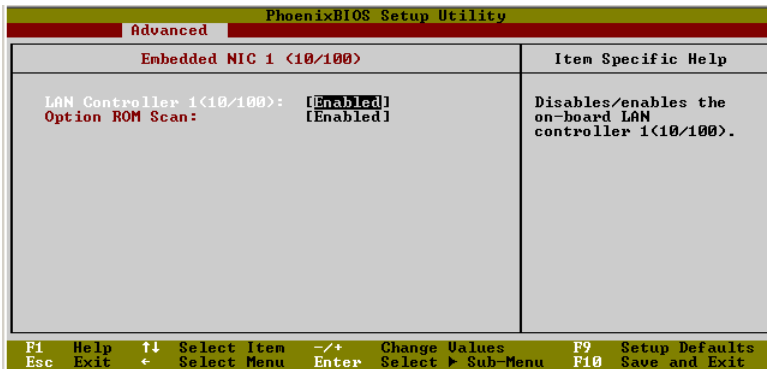 PhoenixBIOS Setup Utility
Advanced
Embedded NIC 1 (10/100)
Item Specific Help
LAN Controller 1(10/100): [Enabled]
Option ROM Scan: [Enabled]
Disables/enables the
on-board LAN
controller 1(10/100).
F1 Help ↑↓ Select Item -/+ Change Values F9 Setup Defaults
Esc Exit ← Select Menu Enter Select ▶ Sub-Menu F10 Save and Exit